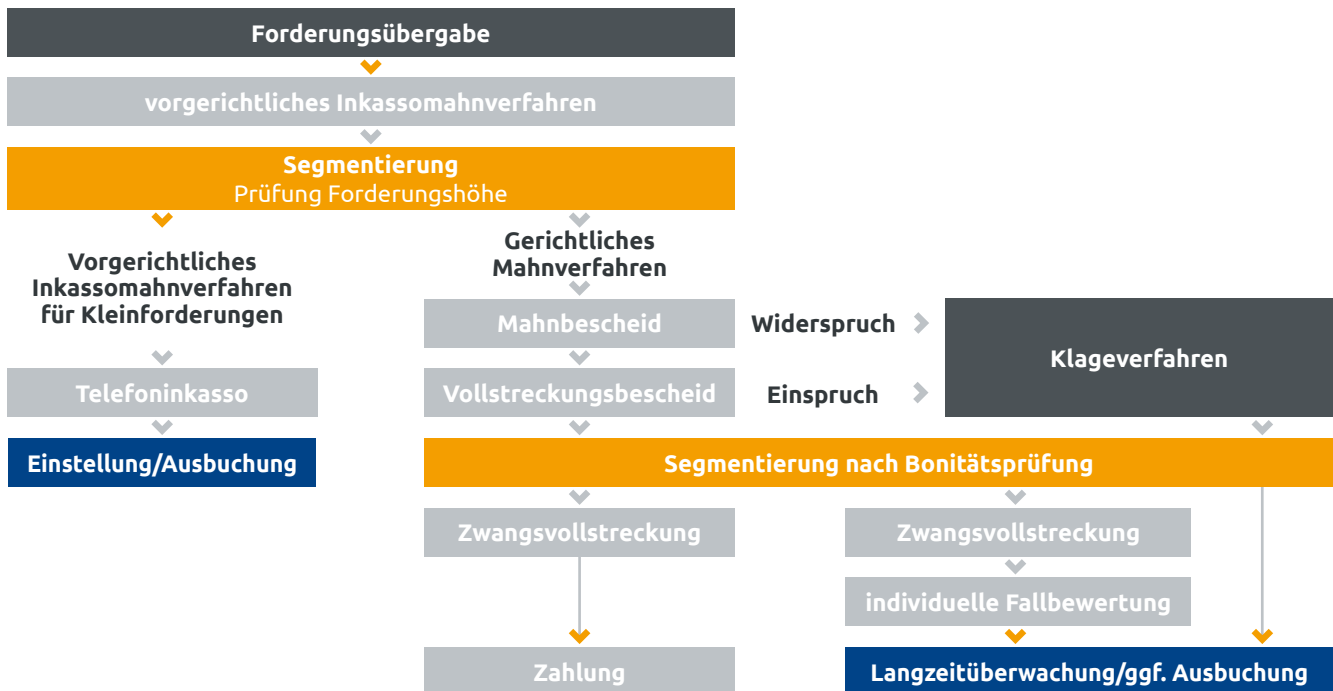 Forderungsübergabe
vorgerichtliches Inkassomahnverfahren
Segmentierung
Prüfung Forderungshöhe
Vorgerichtliches
Inkassomahnverfahren
für Kleinforderungen
Telefoninkasso
Einstellung/Ausbuchung
Gerichtliches
Mahnverfahren
Mahnbescheid
Widerspruch
Vollstreckungsbescheid
Einspruch
Klageverfahren
Segmentierung nach Bonitätsprüfung
Zwangsvollstreckung
Zahlung
Zwangsvollstreckung
individuelle Fallbewertung
Langzeitüberwachung/ggf. Ausbuchung